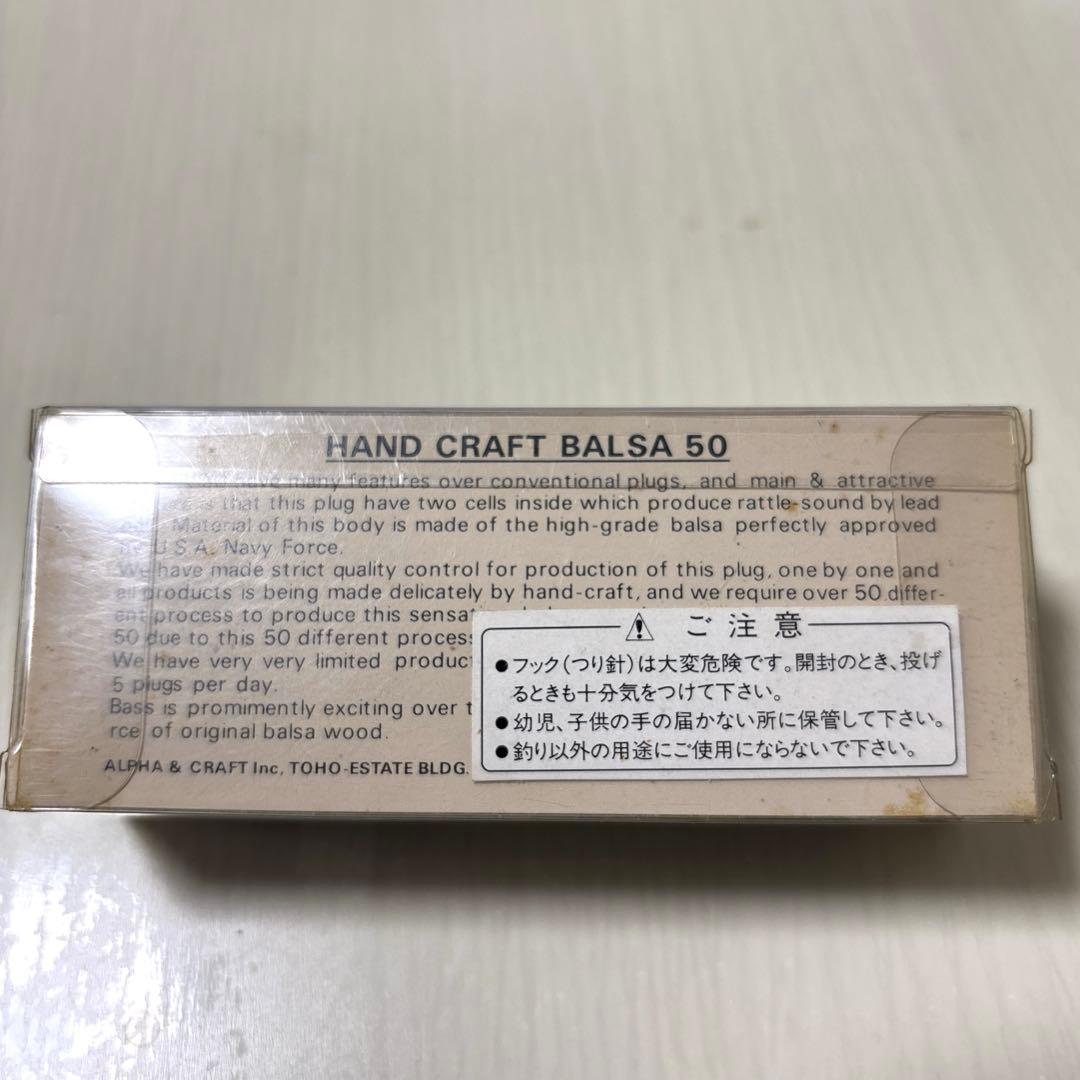 HAND CRAFT BALSA 50
many features over conventional plugs, and main & attractive
is that this plug have two cells inside which produce rattle-sound by lead
Material of this body is made of the high-grade balsa perfectly approved
U.S.A. Navy Force.
We have made strict quality control for production of this plug, one by one and
all products is being made delicately by hand-craft, and we require over 50 differ-
ent process to produce this
50 due to this 50 different
We have very very limited
5 plugs per day.
Bass is promimently exciting over
rce of original balsa wood.
ALPHA & CRAFT Inc, TOHO-ESTATE BLDG.
ご注意
●フック(つり針)は大変危険です。開封のとき、投げ
るときも十分気をつけて下さい。
●幼児、子供の手の届かない所に保管して下さい。
●釣り以外の用途にご使用にならないで下さい。